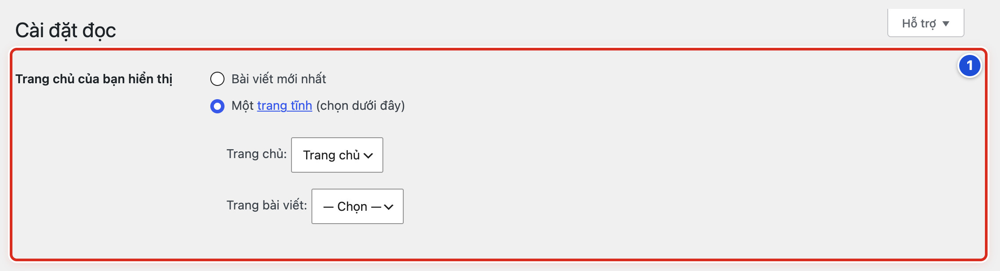 Cài đặt đọc
Hỗ trợ ▼
1
Trang chủ của bạn hiển thị
Bài viết mới nhất
Một trang tĩnh (chọn dưới đây)
Trang chủ: Trang chủ
Trang bài viết: — Chọn —